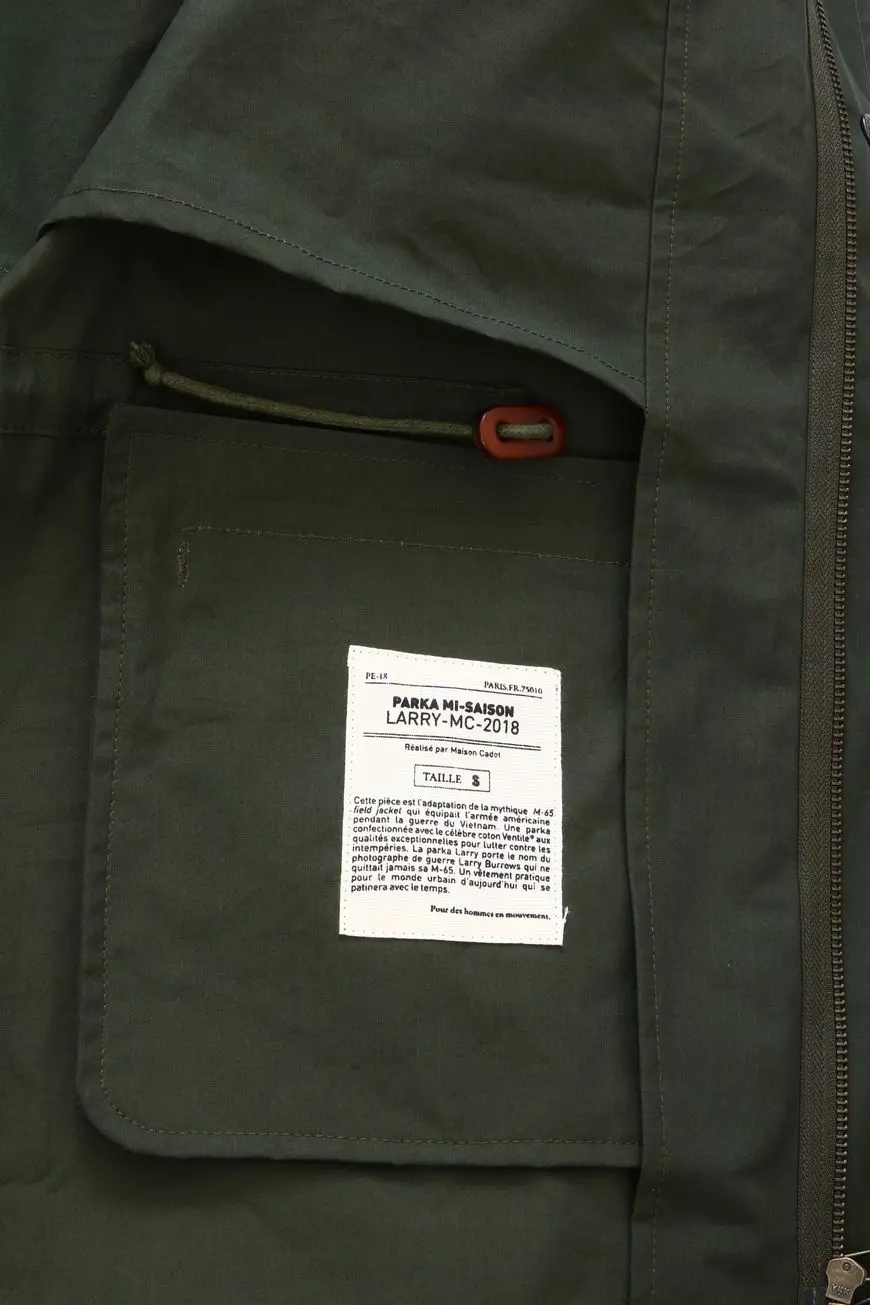 PE-18
PARIS.FR.75010
PARKA MI-SAISON
LARRY-MC-2018
Réalisé par Maison Cadot
TAILLE S
Cette pièce est l'adaptation de la mythique M-65
field jacket qui équipait l'armée américaine
pendant la guerre du Vietnam. Une parka
confectionnée avec le célèbre coton Ventile® aux
qualités exceptionnelles pour lutter contre les
intempéries. La parka Larry porte le nom du
photographe de guerre Larry Burrows qui ne
quittait jamais sa M-65. Un vêtement pratique
pour le monde urbain d'aujourd'hui qui se
patinera avec le temps.
Pour des hommes en mouvement.
YKK